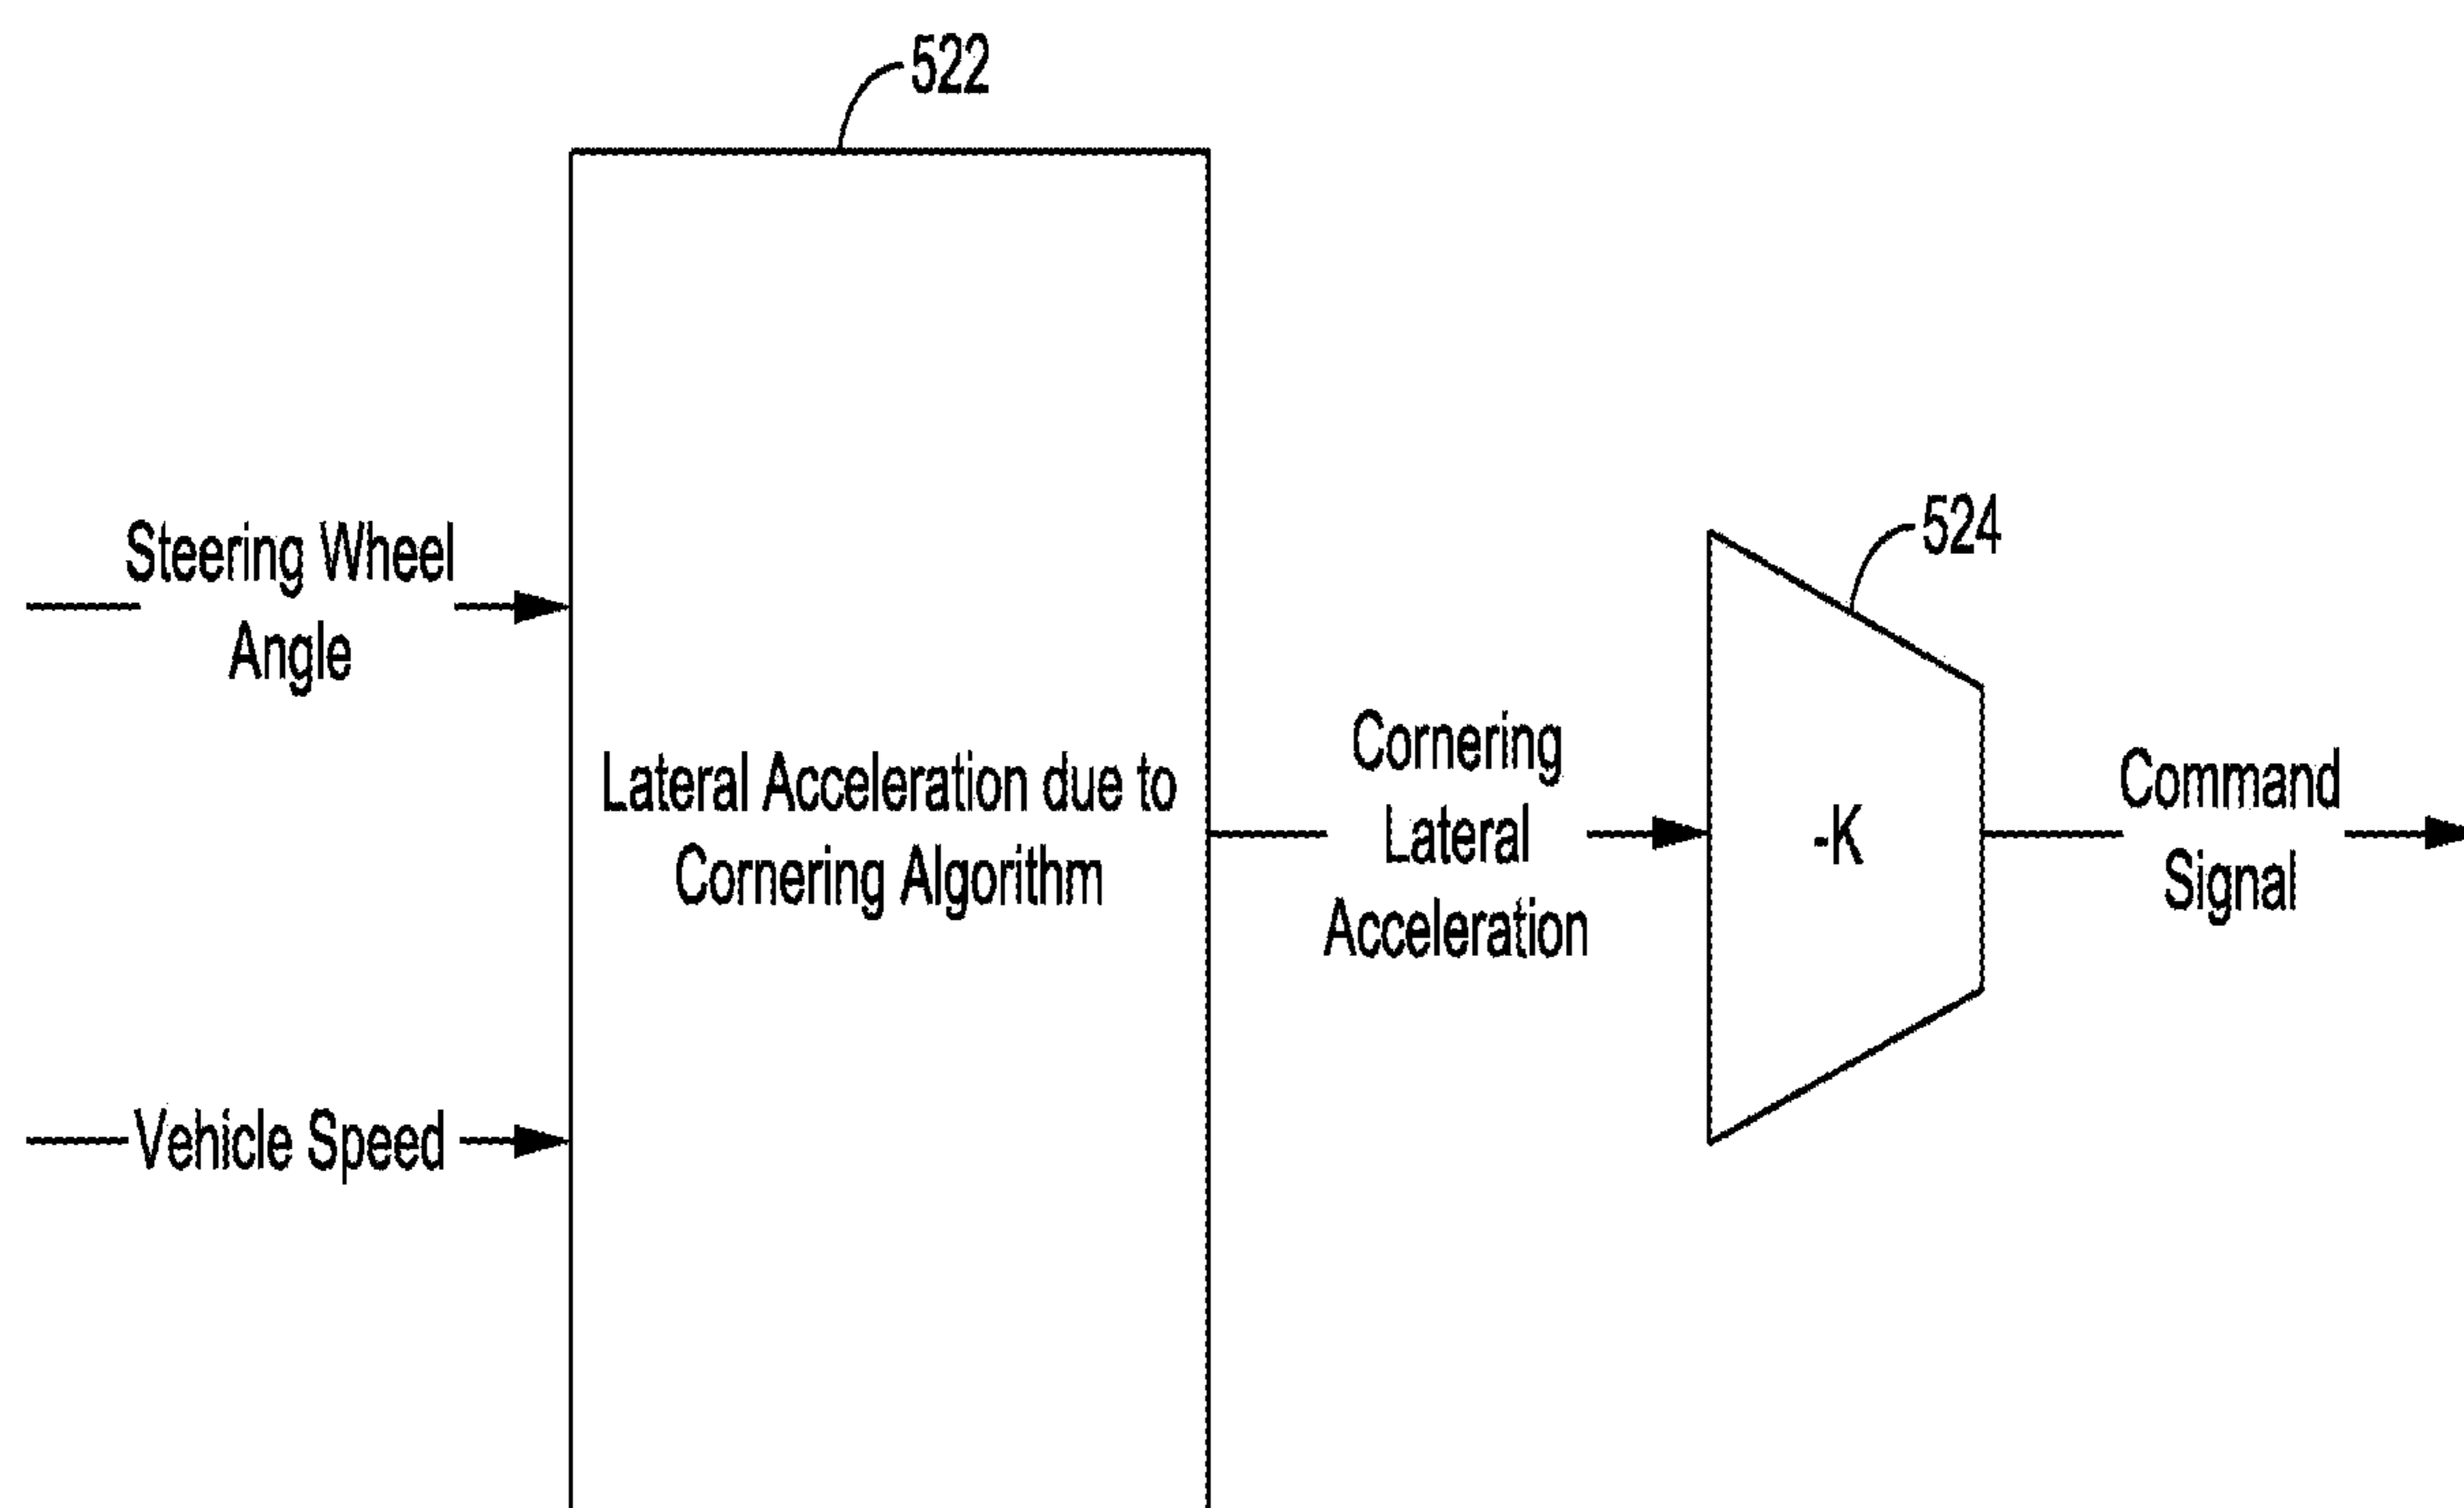 522
524
Steering Wheel
Angle
Vehicle Speed
Lateral Acceleration due to
Cornering Algorithm
Cornering
Lateral
Acceleration
-K
Command
Signal